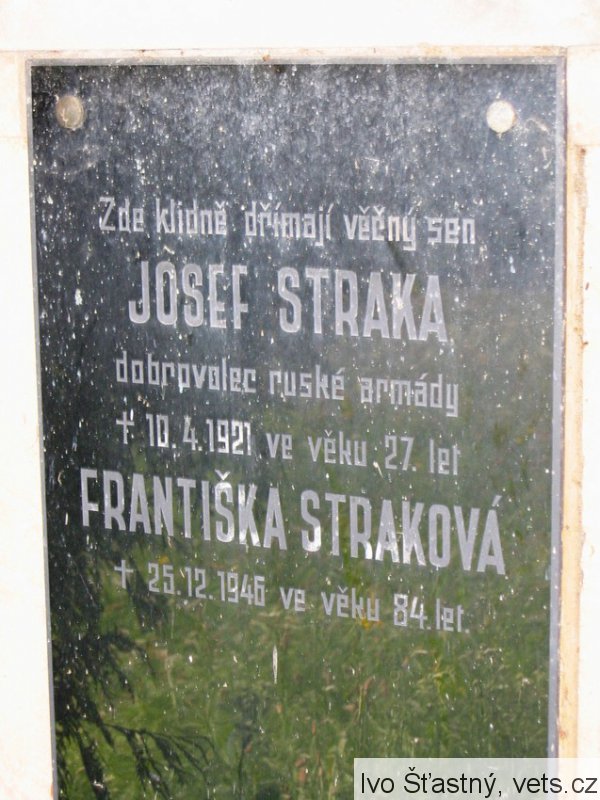 Zde klidně dřímají věčný sen
JOSEF STRAKA
dobrovolec ruské armády
† 10.4.1921 ve věku 27. let
FRANTIŠKA STRAKOVÁ
† 25.12.1946 ve věku 84. let.
Ivo Šťastný, vets.cz